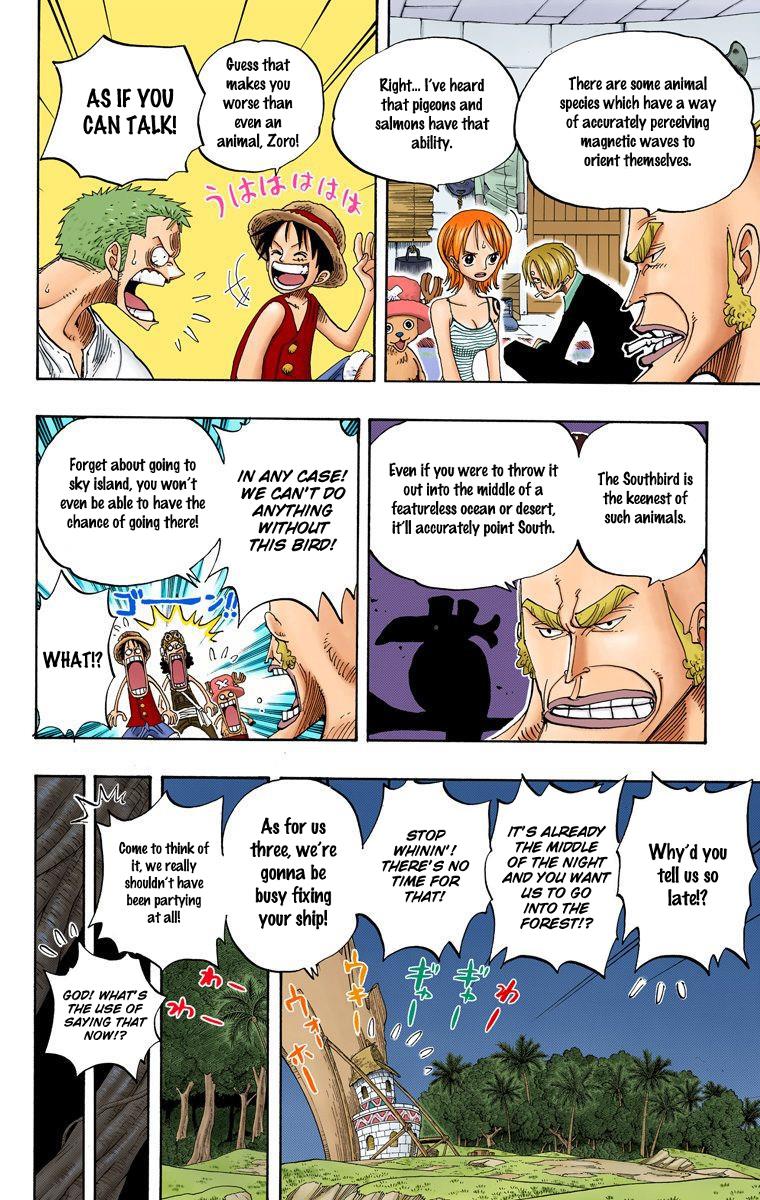 There are some animal
species which have a way
of accurately perceiving
magnetic waves to
orient themselves.
Right... I've heard
that pigeons and
salmons have that
ability.
Guess that
makes you
worse than
even an
animal, Zoro!
うはははははは
AS IF YOU
CAN TALK!
The Southbird is
the keenest of
such animals.
Even if you were to throw it
out into the middle of a
featureless ocean or desert,
it'll accurately point South.
IN ANY CASE!
WE CAN'T DO
ANYTHING
WITHOUT
THIS BIRD!
Forget about going to
sky island, you won't
even be able to have the
chance of going there!
ゴーーン!!
WHAT!?
Why'd you
tell us so
late!?
IT'S ALREADY
THE MIDDLE
OF THE NIGHT
AND YOU WANT
US TO GO
INTO THE
FOREST!?
STOP
WHININ'!
THERE'S NO
TIME FOR
THAT!
As for us
three, we're
gonna be
busy fixing
your ship!
Come to think of
it, we really
shouldn't have
been partying
at all!
GOD! WHAT'S
THE USE OF
SAYING THAT
NOW!?
わー
ぎゃー
ぎゃー
ウキー
ウォーホー
わー
わー